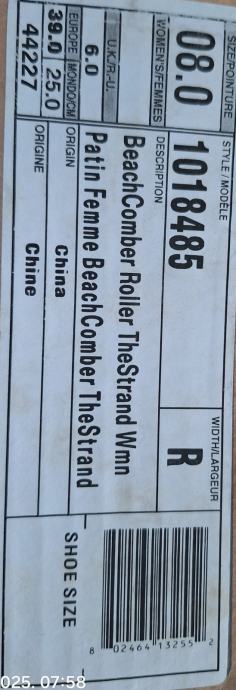 SIZE/POINTURE
08.0
WOMEN'S/FEMMES
U.K./R.-U.
6.0
EUROPE MONDO/CM
39.0 25.0
44227
STYLE / MODÈLE
1018485
WIDTH/LARGEUR
R
DESCRIPTION
BeachComber Roller TheStrand Wmn
Patin Femme BeachComber TheStrand
ORIGIN
China
ORIGINE
Chine
SHOE SIZE
8 02464 13255 2
025. 07:58